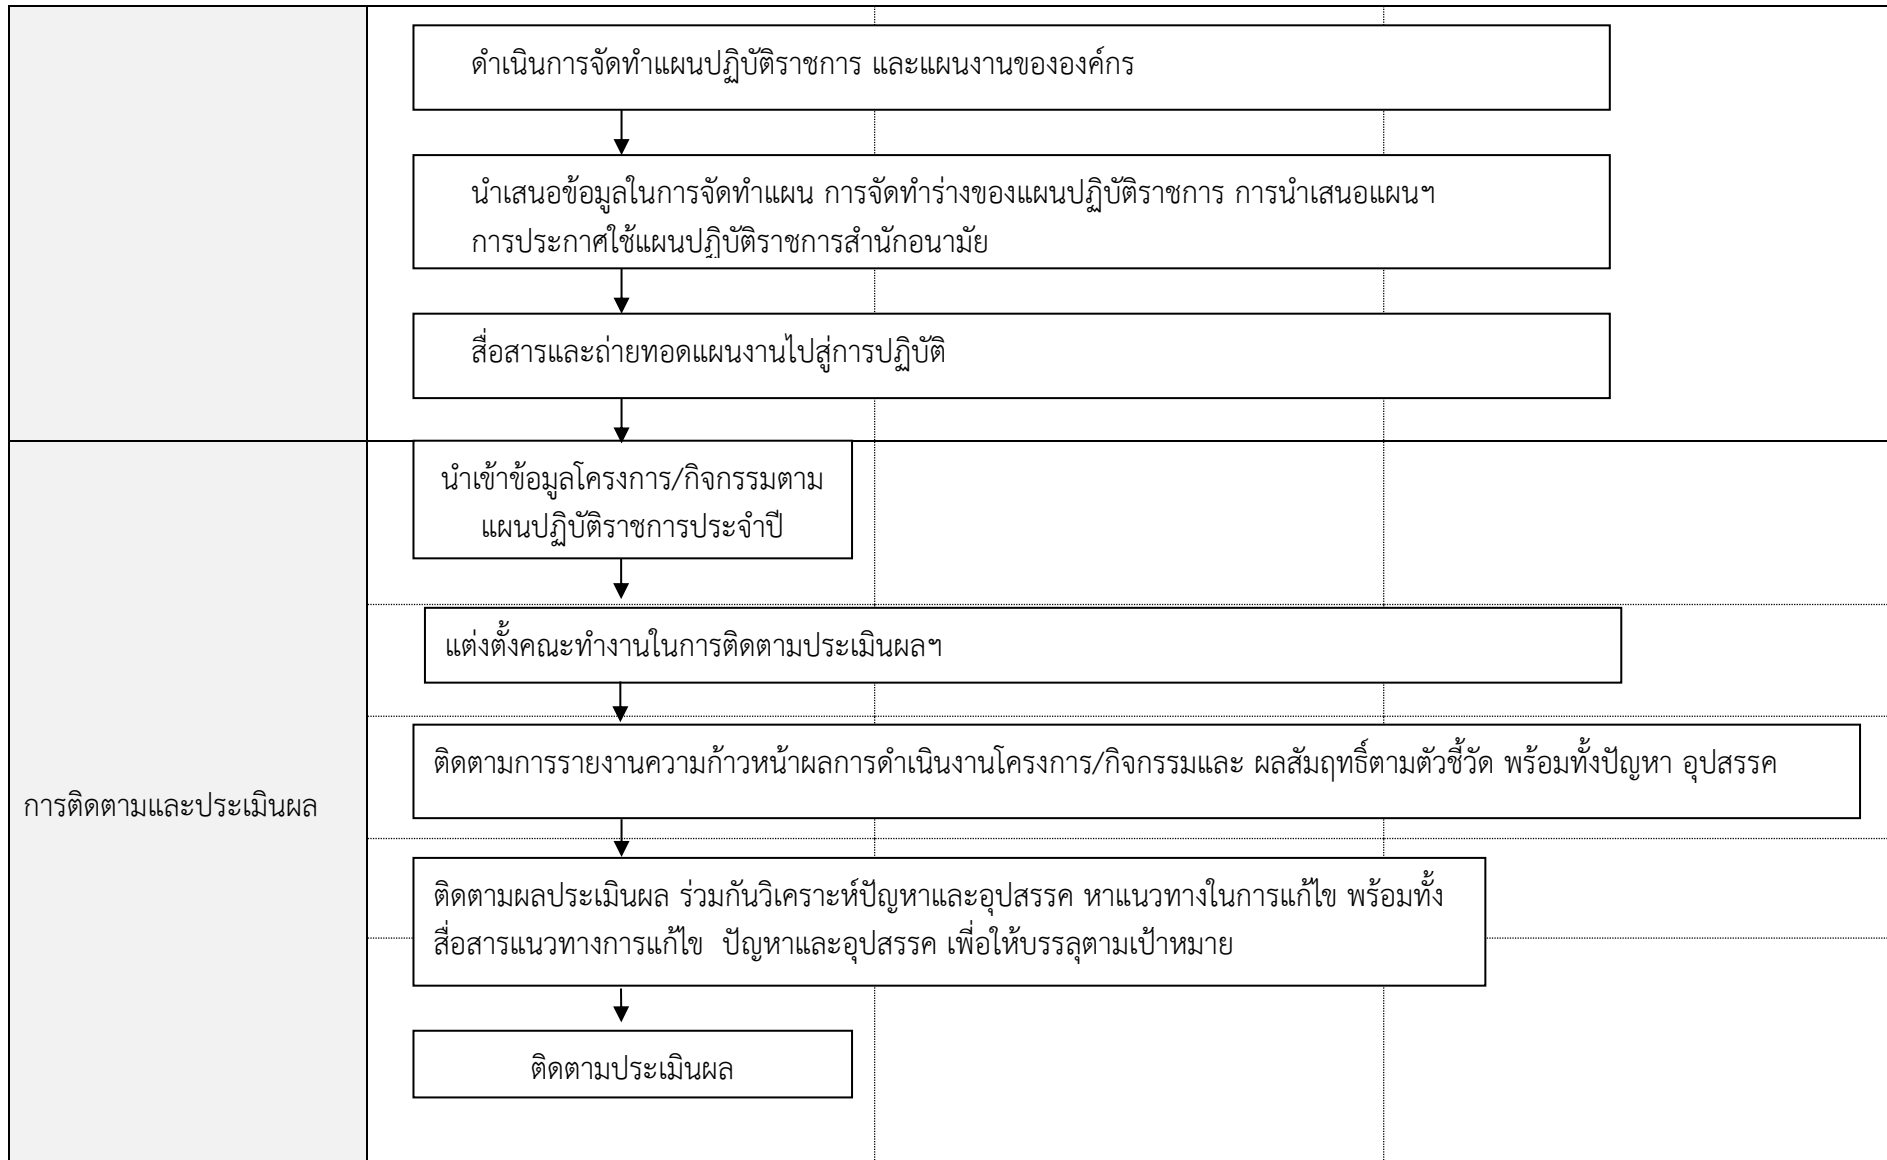 ดำเนินการจัดทำแผนปฏิบัติราชการ และแผนงานขององค์กร
นำเสนอข้อมูลในการจัดทำแผน การจัดทำร่างของแผนปฏิบัติราชการ การนำเสนอแผนฯ
การประกาศใช้แผนปฏิบัติราชการสำนักอนามัย
สื่อสารและถ่ายทอดแผนงานไปสู่การปฏิบัติ
การติดตามและประเมินผล
นำเข้าข้อมูลโครงการ/กิจกรรมตาม
แผนปฏิบัติราชการประจำปี
แต่งตั้งคณะทำงานในการติดตามประเมินผลฯ
ติดตามการรายงานความก้าวหน้าผลการดำเนินงานโครงการ/กิจกรรมและ ผลสัมฤทธิ์ตามตัวชี้วัด พร้อมทั้งปัญหา อุปสรรค
ติดตามผลประเมินผล ร่วมกันวิเคราะห์ปัญหาและอุปสรรค หาแนวทางในการแก้ไข พร้อมทั้ง
สื่อสารแนวทางการแก้ไข  ปัญหาและอุปสรรค เพื่อให้บรรลุตามเป้าหมาย
ติดตามประเมินผล